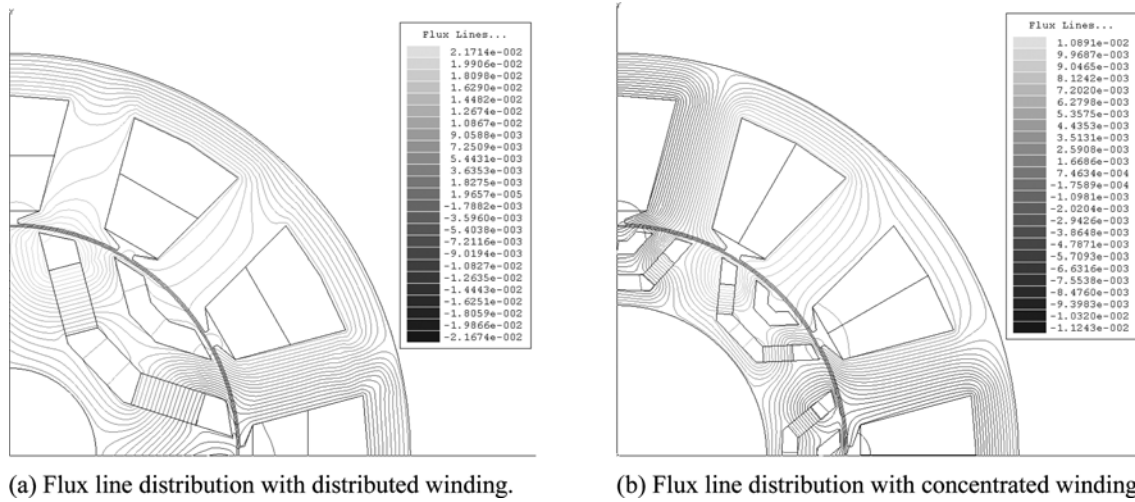 Flux Lines...
2.1714e-002
1.9906e-002
1.8098e-002
1.6290e-002
1.4482e-002
1.2674e-002
1.0867e-002
9.0588e-003
7.2509e-003
5.4431e-003
3.6353e-003
1.8275e-003
1.9657e-005
-1.7882e-003
-3.5960e-003
-5.4038e-003
-7.2116e-003
-9.0194e-003
-1.0827e-002
-1.2635e-002
-1.4443e-002
-1.6251e-002
-1.8059e-002
-1.9866e-002
-2.1674e-002
(a) Flux line distribution with distributed winding.
Flux Lines...
1.0891e-002
9.9687e-003
9.0465e-003
8.1242e-003
7.2020e-003
6.2798e-003
5.3575e-003
4.4353e-003
3.5131e-003
2.5908e-003
1.6686e-003
7.4634e-004
-1.7589e-004
-1.0981e-003
-2.0204e-003
-2.9426e-003
-3.8648e-003
-4.7871e-003
-5.7093e-003
-6.6316e-003
-7.5538e-003
-8.4760e-003
-9.3983e-003
-1.0320e-002
-1.1243e-002
(b) Flux line distribution with concentrated winding